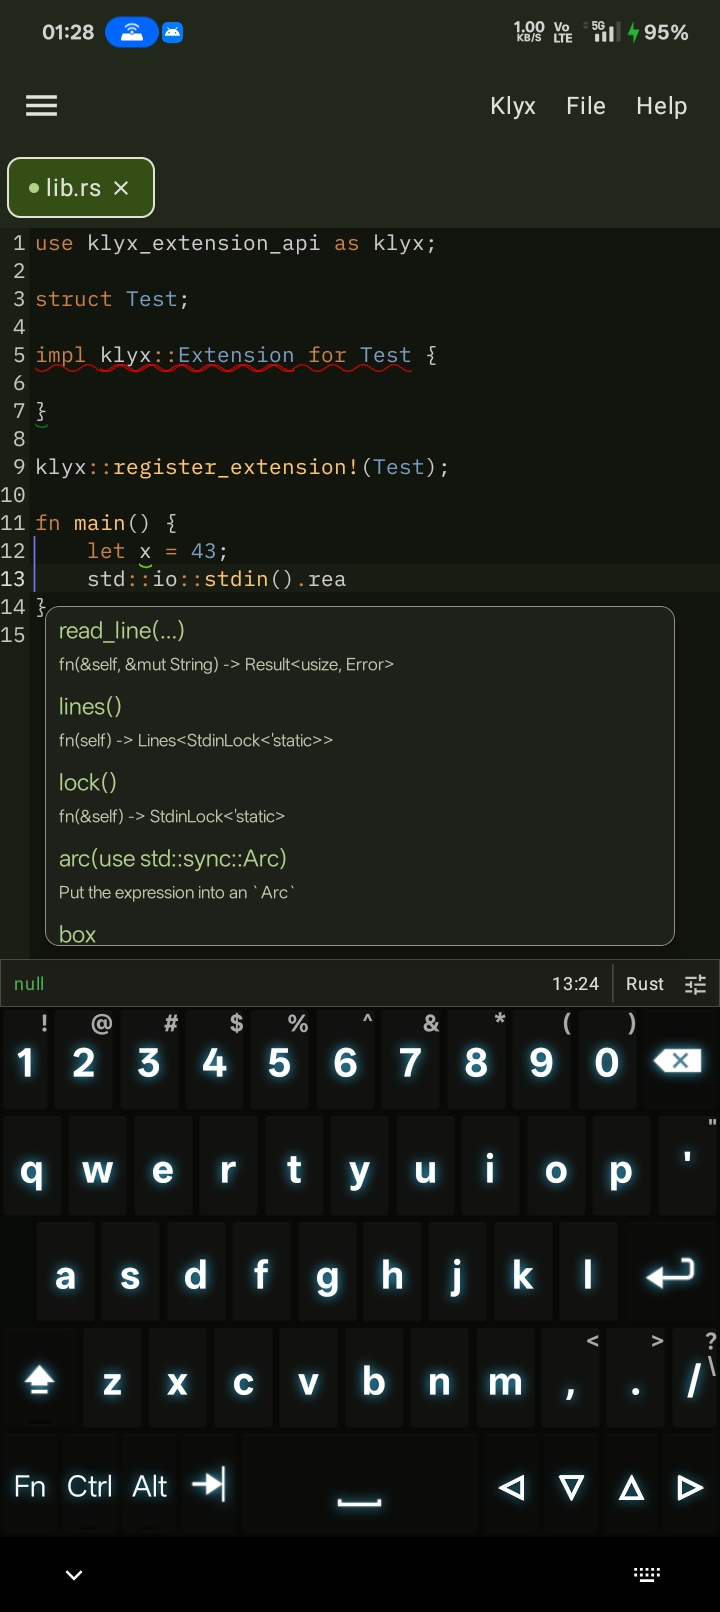 01:28 1.00 KB/S Vo LTE 5G 95%
Klyx File Help
lib.rs ×
1 use klyx_extension_api as klyx;
2
3 struct Test;
4
5 impl klyx::Extension for Test {
6
7 }
8
9 klyx::register_extension!(Test);
10
11 fn main() {
12     let x = 43;
13     std::io::stdin().rea
14 }
15
read_line(...)
fn(&self, &mut String) -> Result<usize, Error>
lines()
fn(self) -> Lines<StdinLock<'static>>
lock()
fn(&self) -> StdinLock<'static>
arc(use std::sync::Arc)
Put the expression into an `Arc`
box
null 13:24 Rust
! @ # $ % ^ & * ( )
1 2 3 4 5 6 7 8 9 0
"
q w e r t y u i o p '
a s d f g h j k l
< > ?
z x c v b n m , . / \
Fn Ctrl Alt